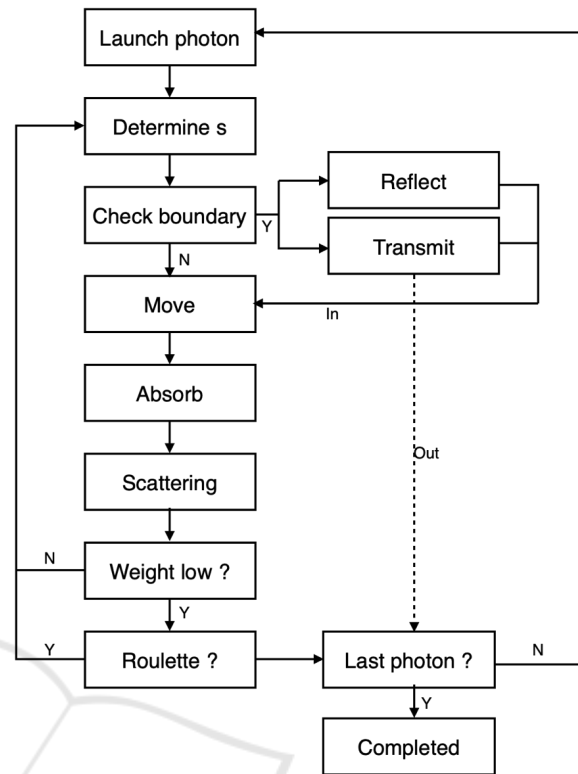 Launch photon
Determine s
Reflect
Check boundary
Y
Transmit
N
Move
In
Absorb
Out
Scattering
N
Weight low ?
Y
Y
Roulette ?
Last photon ?
N
Y
Completed